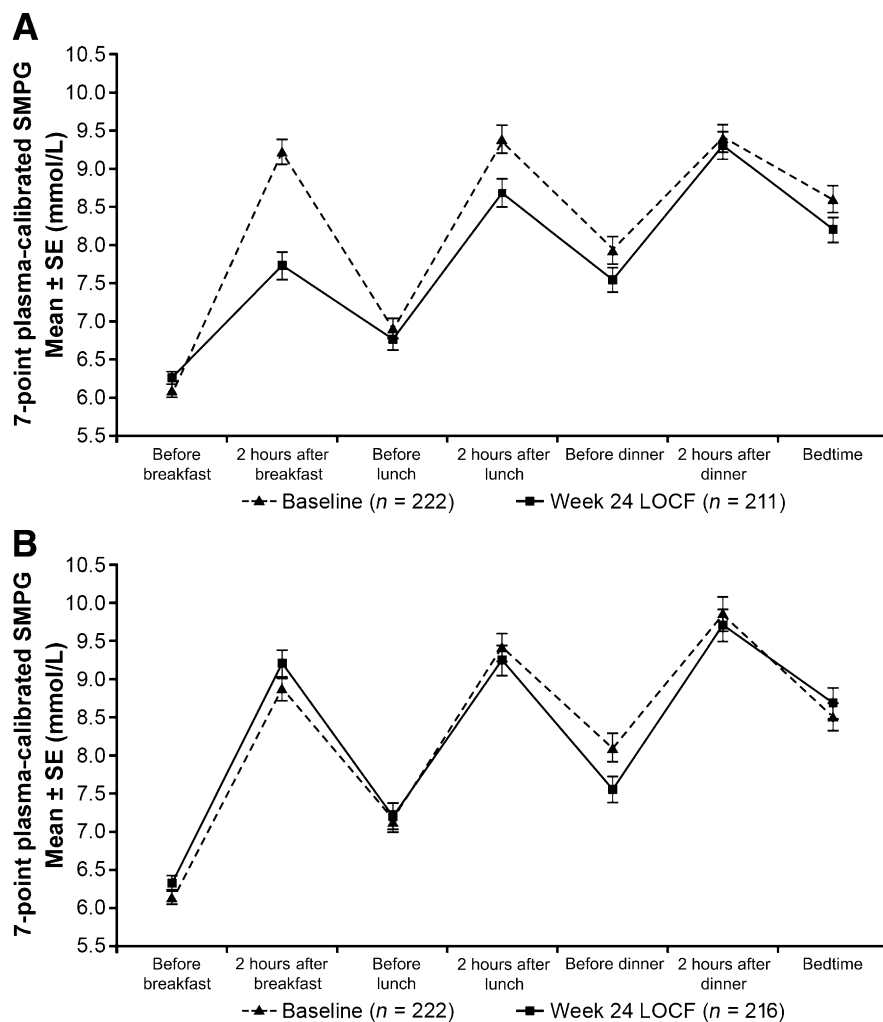 A
7-point plasma-calibrated SMPG
Mean ± SE (mmol/L)
10.5
10.0
9.5
9.0
8.5
8.0
7.5
7.0
6.5
6.0
5.5
Before
breakfast
2 hours after
breakfast
Before
lunch
2 hours after
lunch
Before dinner
2 hours after
dinner
Bedtime
Baseline (n = 222)
Week 24 LOCF (n = 211)
B
7-point plasma-calibrated SMPG
Mean ± SE (mmol/L)
10.5
10.0
9.5
9.0
8.5
8.0
7.5
7.0
6.5
6.0
5.5
Before
breakfast
2 hours after
breakfast
Before
lunch
2 hours after
lunch
Before dinner
2 hours after
dinner
Bedtime
Baseline (n = 222)
Week 24 LOCF (n = 216)